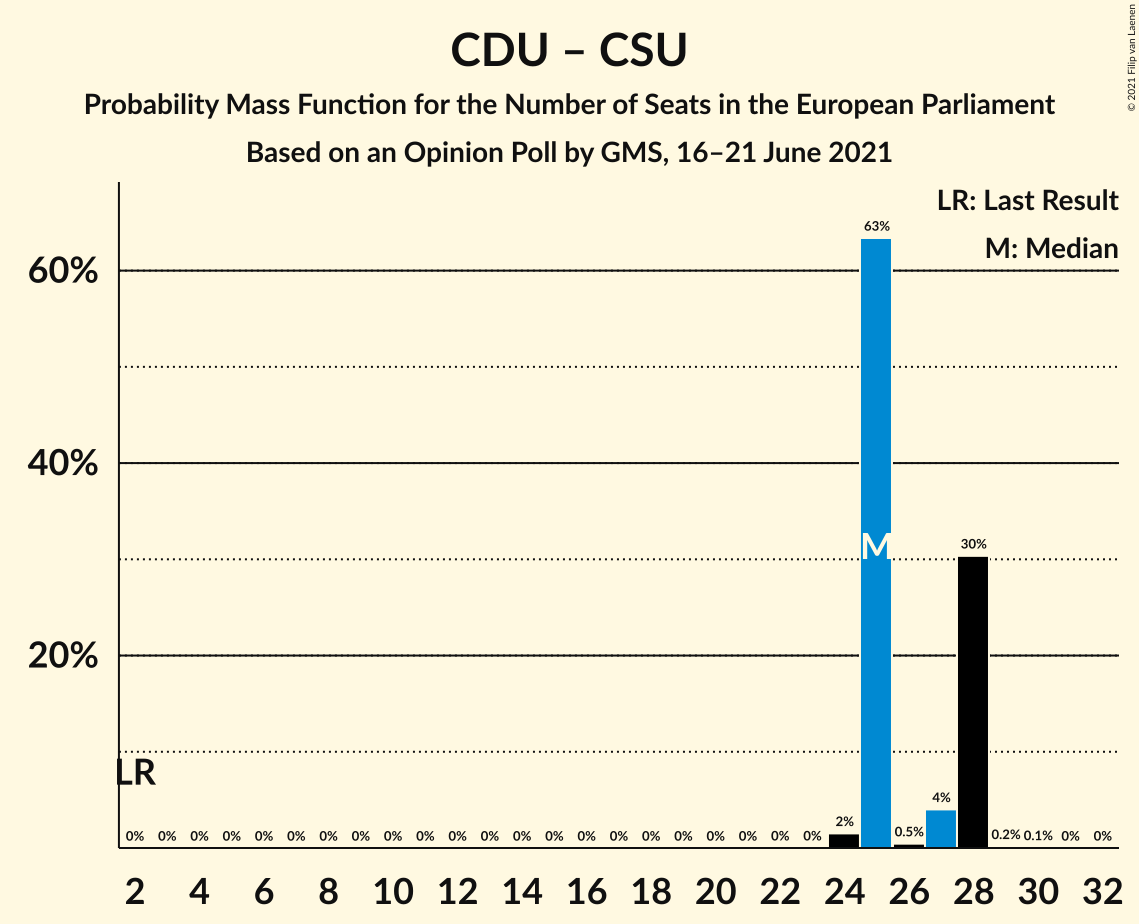 CDU – CSU
Probability Mass Function for the Number of Seats in the European Parliament
Based on an Opinion Poll by GMS, 16–21 June 2021
© 2021 Filip van Laenen
LR: Last Result
M: Median
63%
60%
M
30%
40%
20%
LR
4%
2%
0% 0% 0% 0% 0% 0% 0% 0% 0% 0% 0% 0% 0% 0% 0% 0% 0% 0% 0% 0% 0% 0% 0.5% 0.2% 0.1% 0% 0%
2 4 6 8 10 12 14 16 18 20 22 24 26 28 30 32